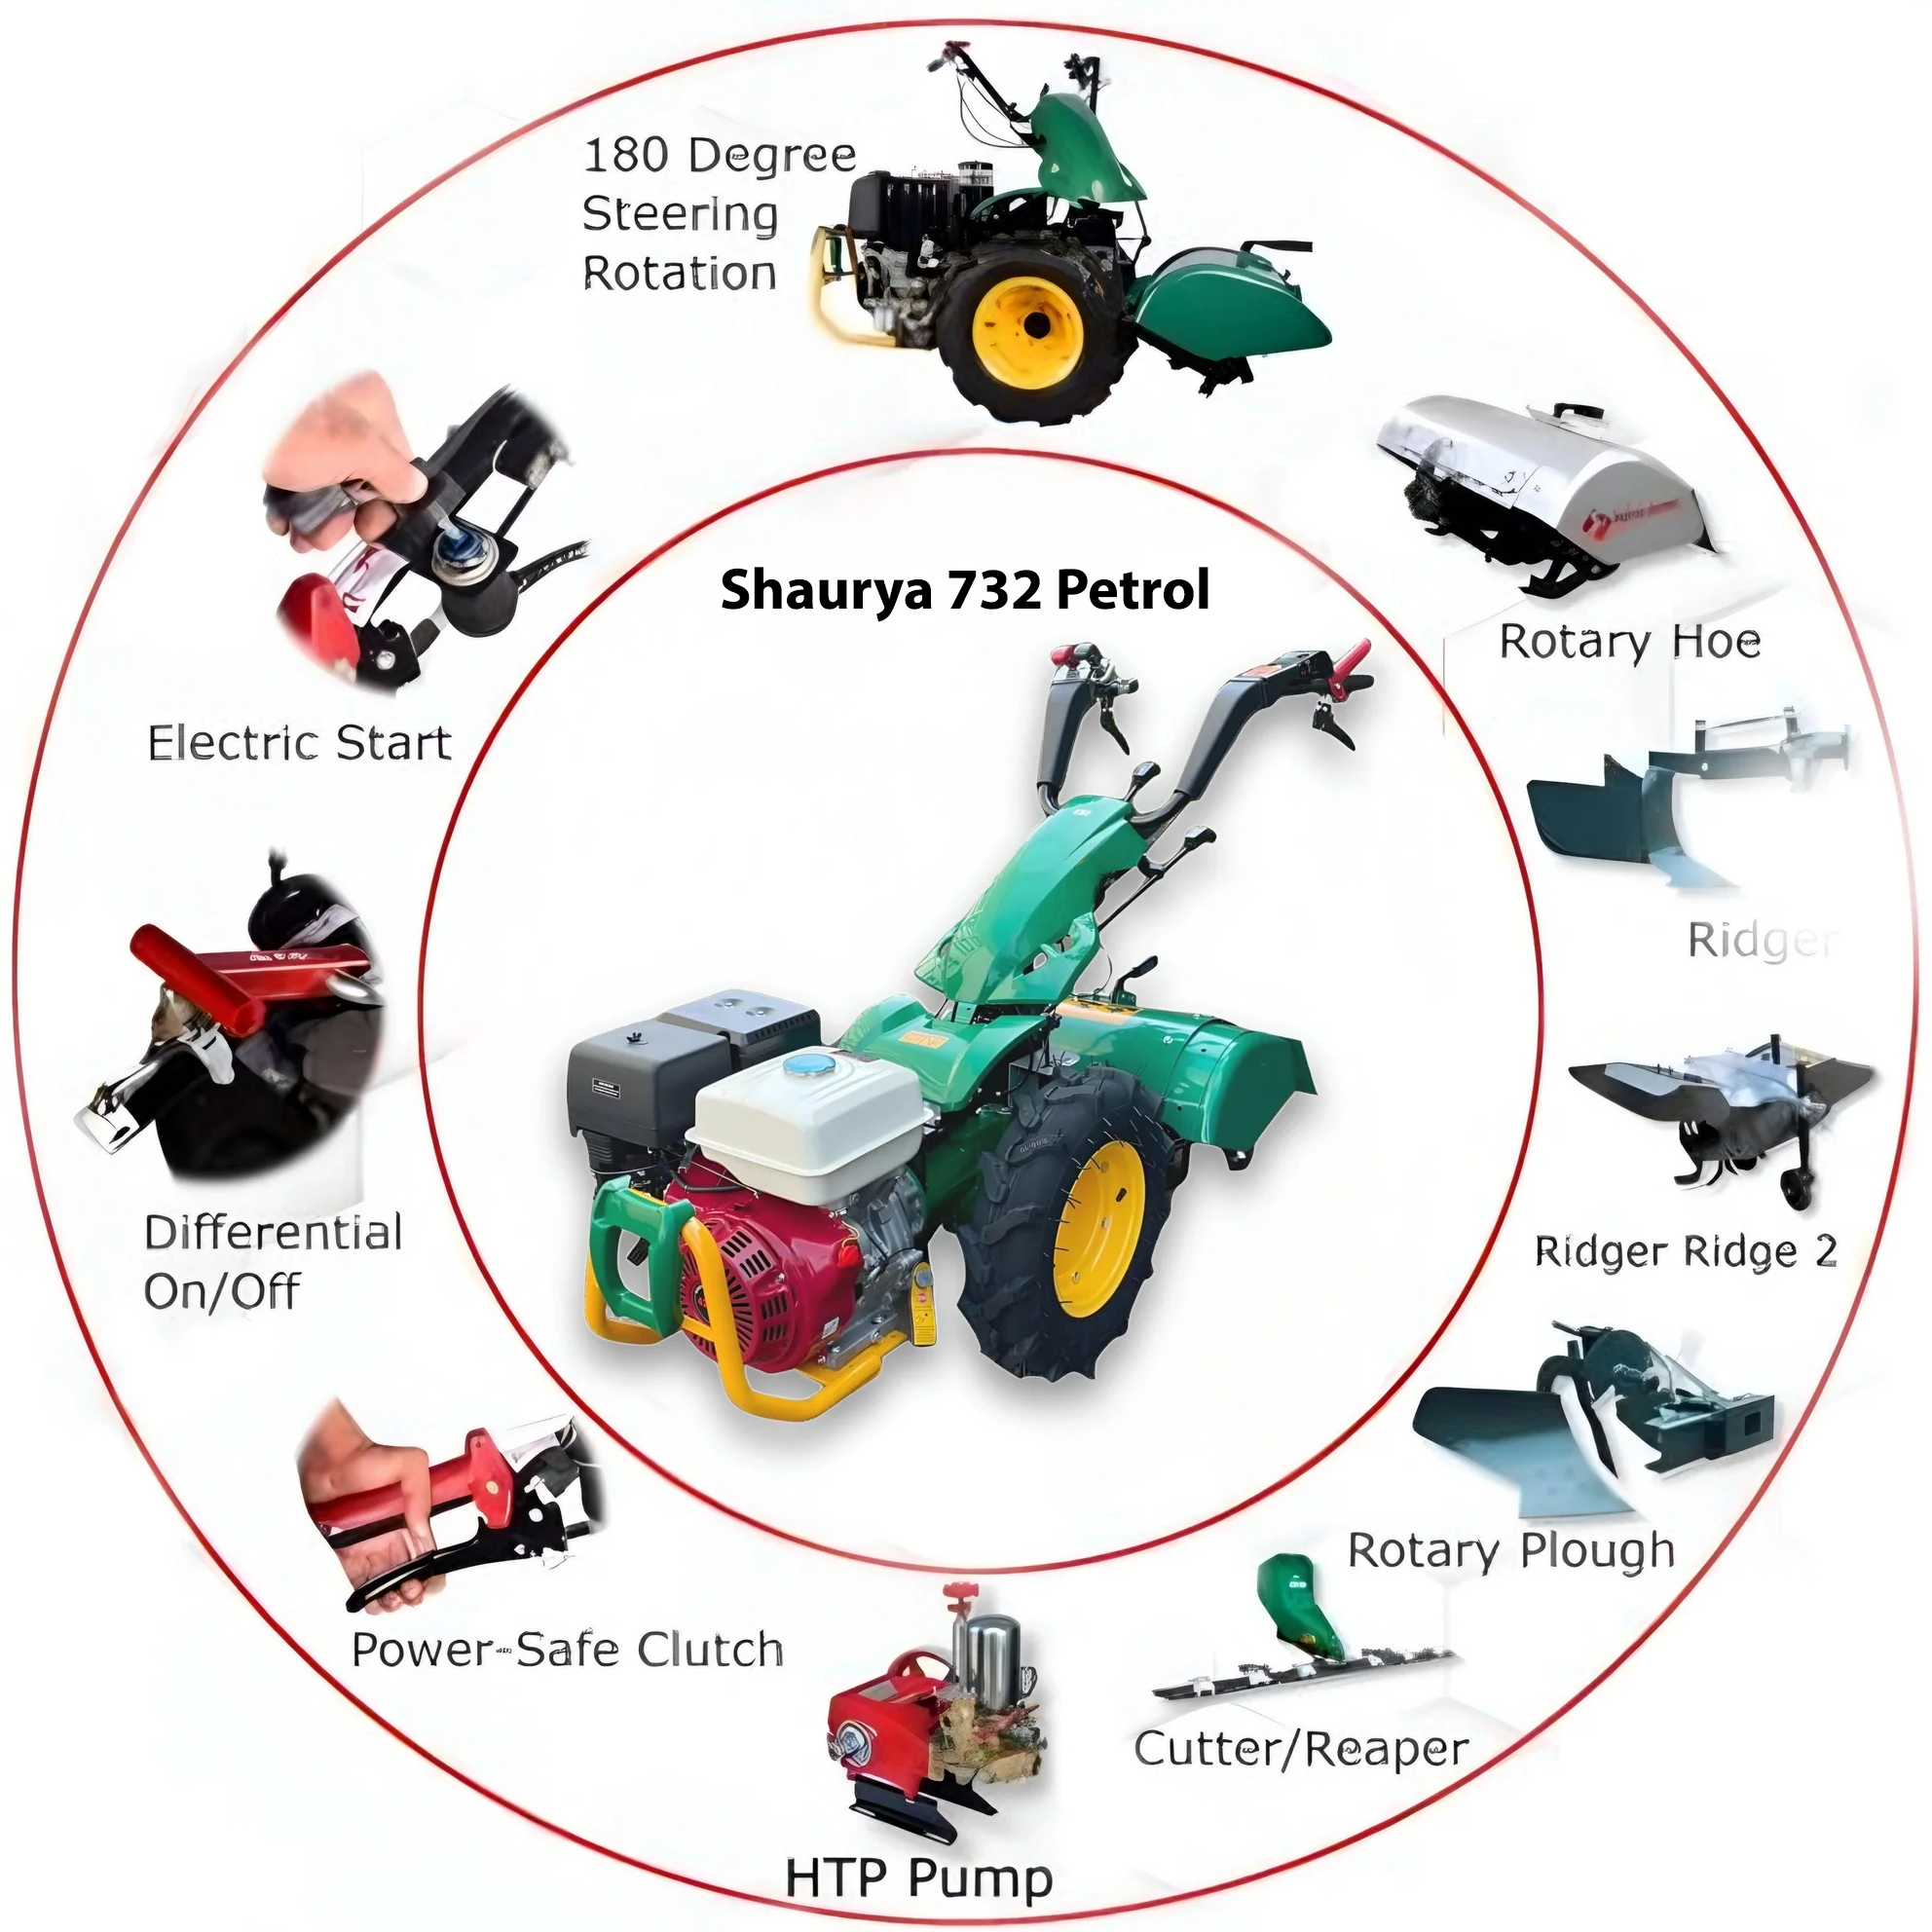 180 Degree
Steering
Rotation
Shaurya 732 Petrol
Rotary Hoe
Electric Start
Ridger
Differential
On/Off
Ridger Ridge 2
Rotary Plough
Power-Safe Clutch
Cutter/Reaper
HTP Pump